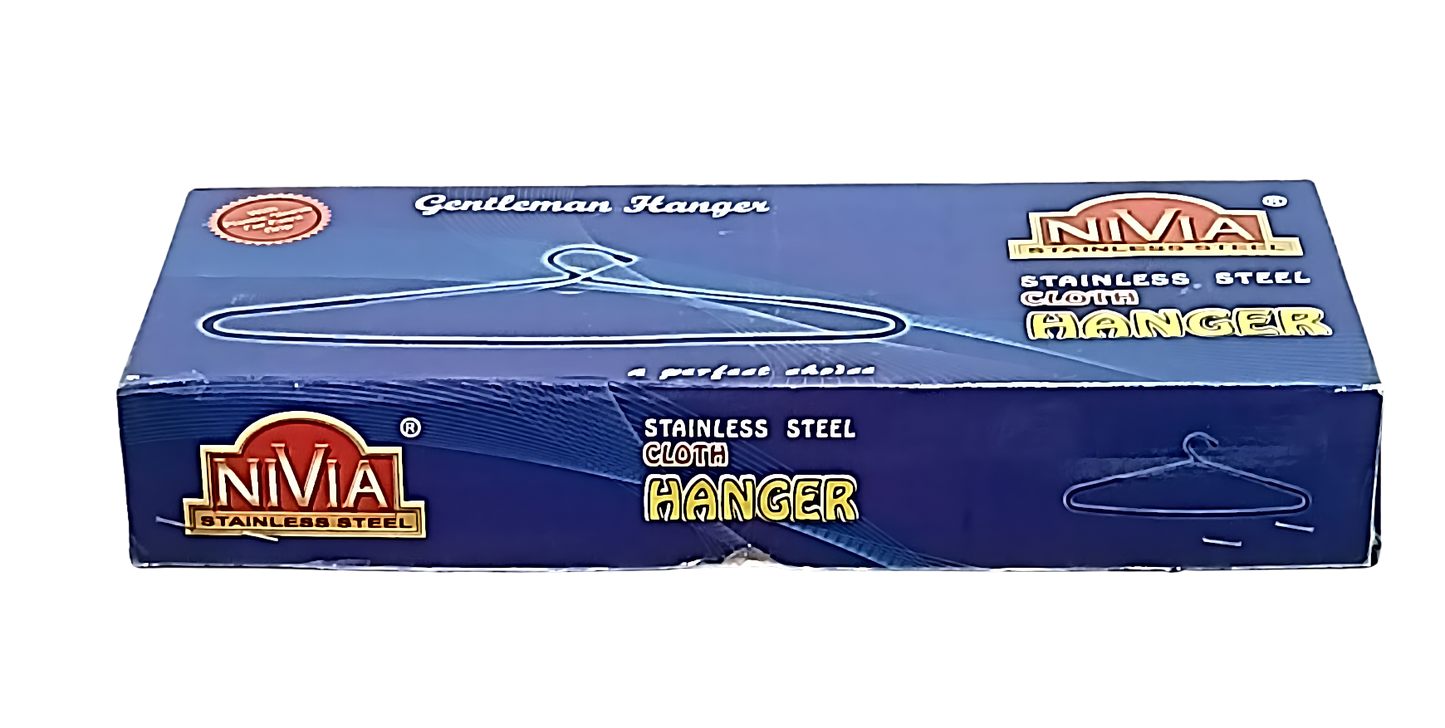 Gentleman Hanger
NIVIA ®
STAINLESS STEEL
STAINLESS STEEL
CLOTH
HANGER
a perfect choice
NIVIA ®
STAINLESS STEEL
STAINLESS STEEL
CLOTH
HANGER